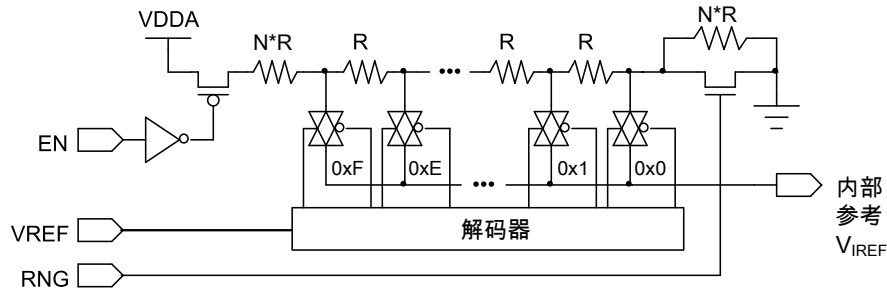 VDDA
N*R
R
R
R
N*R
EN
0xF
0xE
0x1
0x0
内部
参考
VIREF
VREF
解码器
RNG